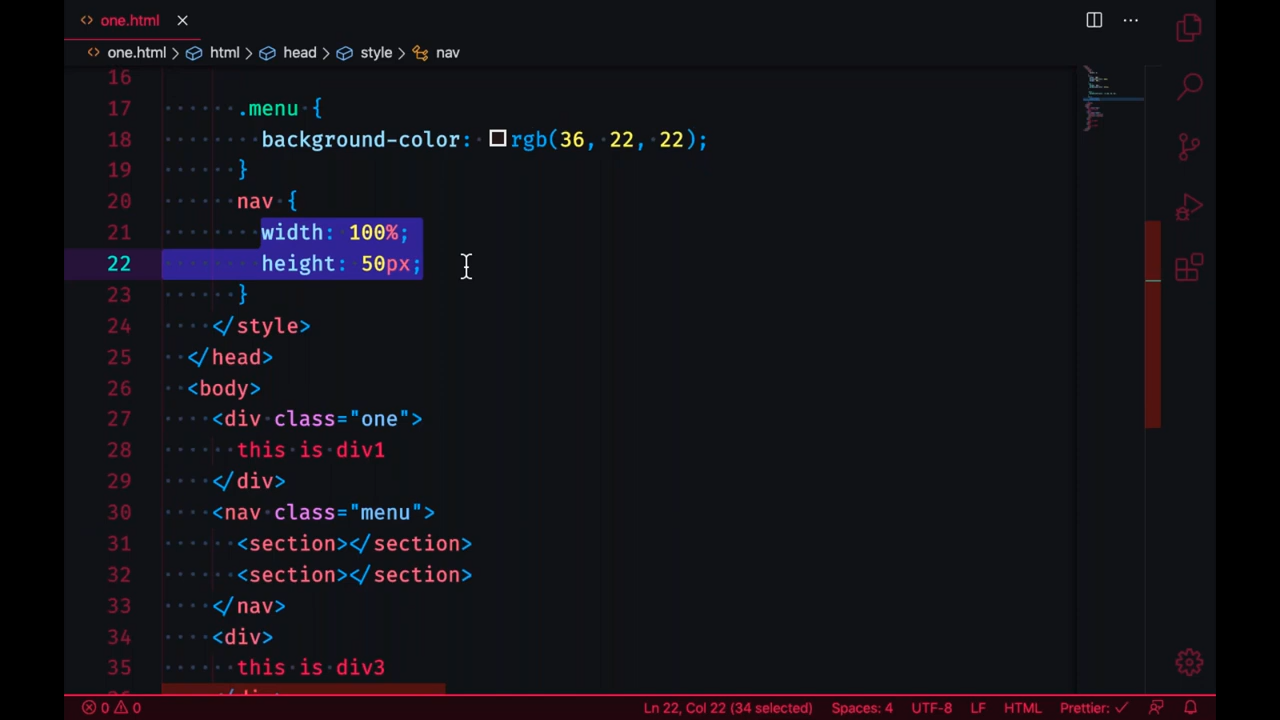 one.html
one.html > html > head > style > nav
16
17 .menu {
18 background-color: rgb(36, 22, 22);
19 }
20 nav {
21 width: 100%;
22 height: 50px;
23 }
24 </style>
25 </head>
26 <body>
27 <div class="one">
28 this is div1
29 </div>
30 <nav class="menu">
31 <section></section>
32 <section></section>
33 </nav>
34 <div>
35 this is div3
0 0 Ln 22, Col 22 (34 selected) Spaces: 4 UTF-8 LF HTML Prettier: ✓